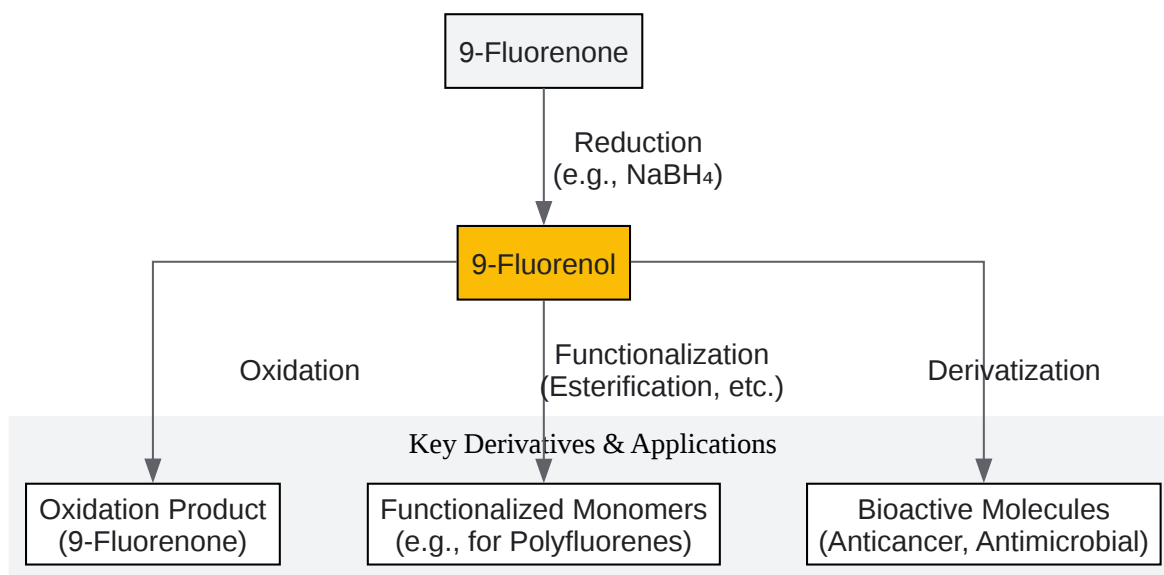 9-Fluorenone
Reduction
(e.g., NaBH₄)
9-Fluorenol
Oxidation
Functionalization
(Esterification, etc.)
Derivatization
Key Derivatives & Applications
Oxidation Product
(9-Fluorenone)
Functionalized Monomers
(e.g., for Polyfluorenes)
Bioactive Molecules
(Anticancer, Antimicrobial)